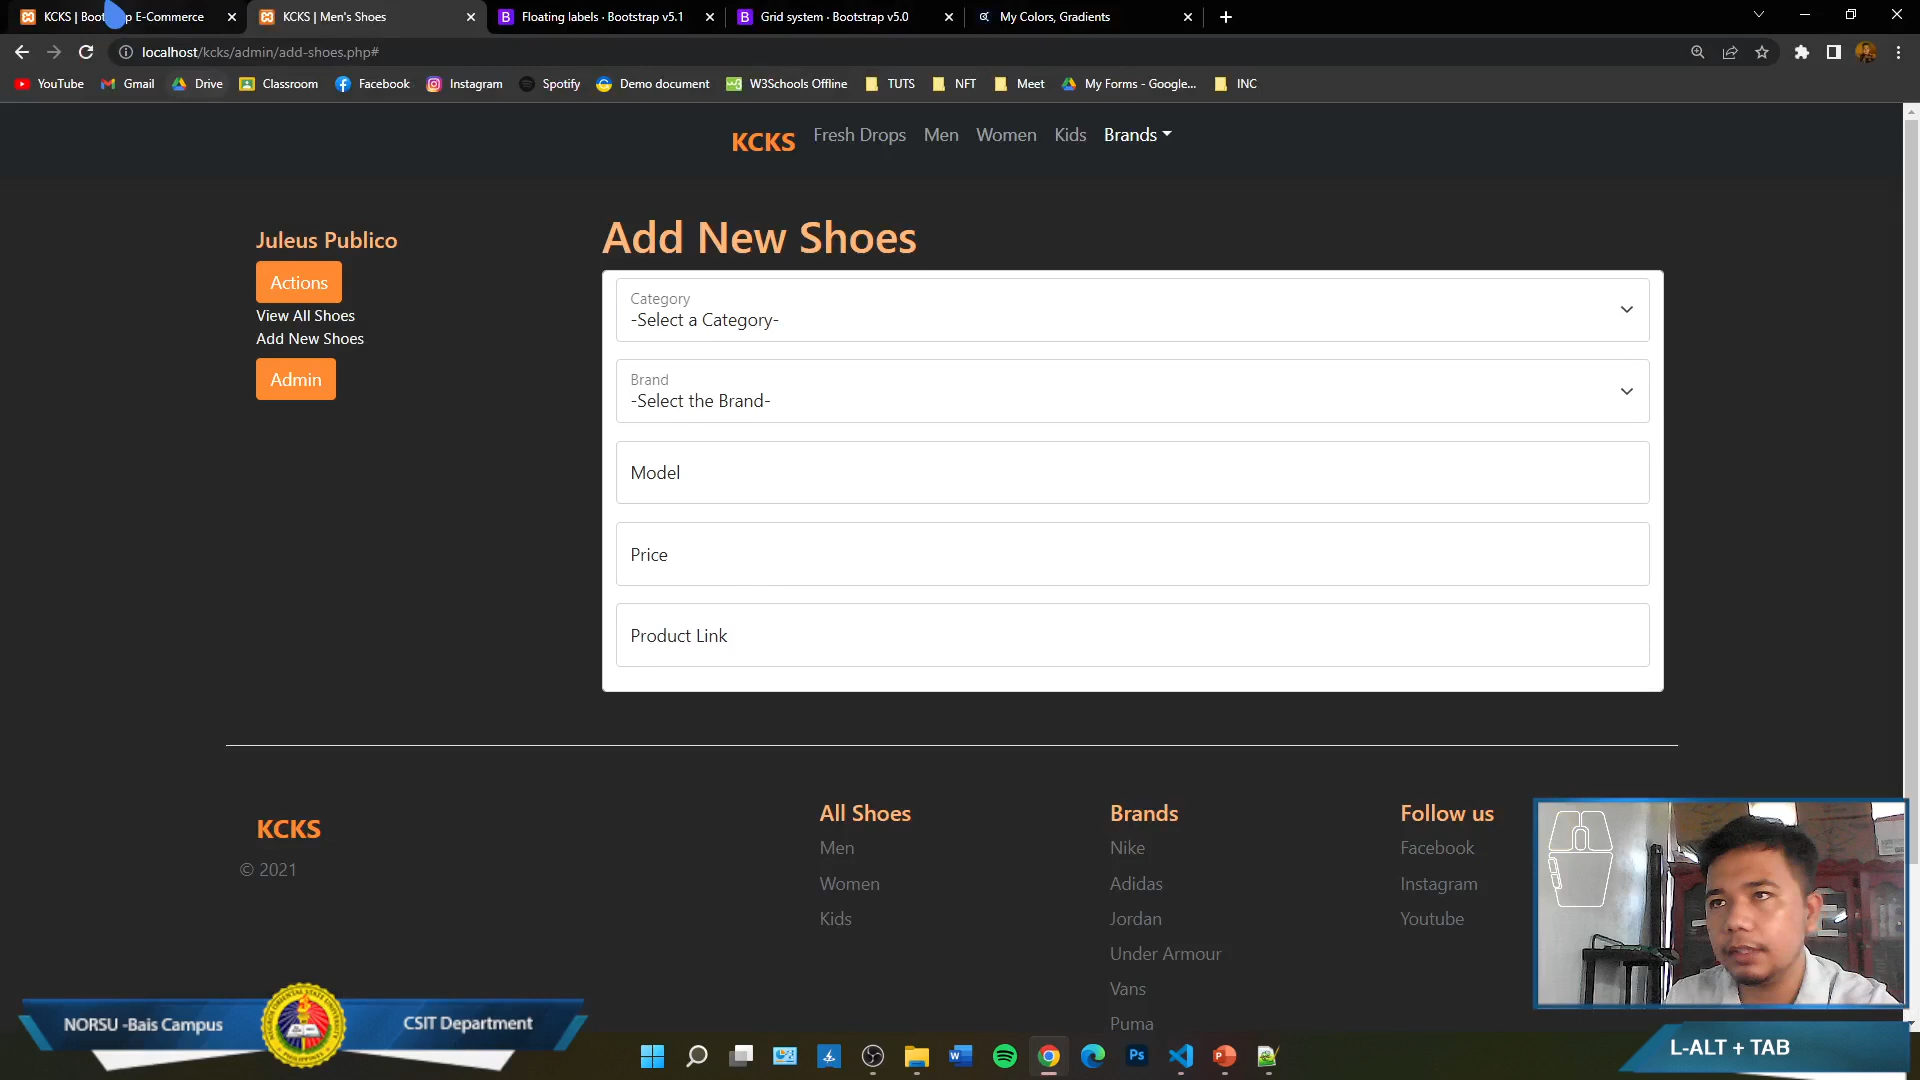 KCKS | Boot p E-Commerce
KCKS | Men's Shoes
Floating labels · Bootstrap v5.1
Grid system · Bootstrap v5.0
My Colors, Gradients
localhost/kcks/admin/add-shoes.php#
YouTube
Gmail
Drive
Classroom
Facebook
Instagram
Spotify
Demo document
W3Schools Offline
TUTS
NFT
Meet
My Forms - Google...
INC
KCKS
Fresh Drops
Men
Women
Kids
Brands
Juleus Publico
Actions
View All Shoes
Add New Shoes
Admin
Add New Shoes
Category
-Select a Category-
Brand
-Select the Brand-
Model
Price
Product Link
KCKS
© 2021
All Shoes
Men
Women
Kids
Brands
Nike
Adidas
Jordan
Under Armour
Vans
Puma
Follow us
Facebook
Instagram
Youtube
NORSU -Bais Campus
CSIT Department
Ps
L-ALT + TAB